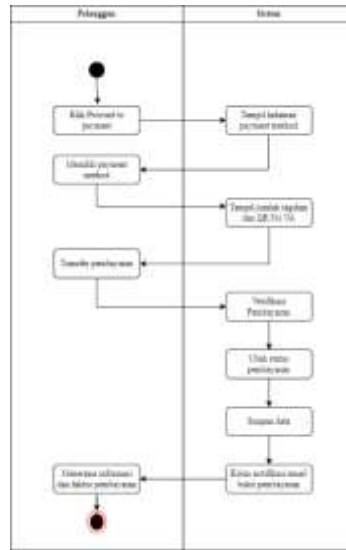 Pelanggan
Sistem
Klik Proceed to
payment
Tampil halaman
payment method
Memilih payment
method
Tampil jumlah tagihan
dan QR/No VA
Transfer pembayaran
Verifikasi
Pembayaran
Ubah status
pembayaran
Simpan data
Kirim notifikasi email
bukti pembayaran
Menerima informasi
dan faktur pembayaran